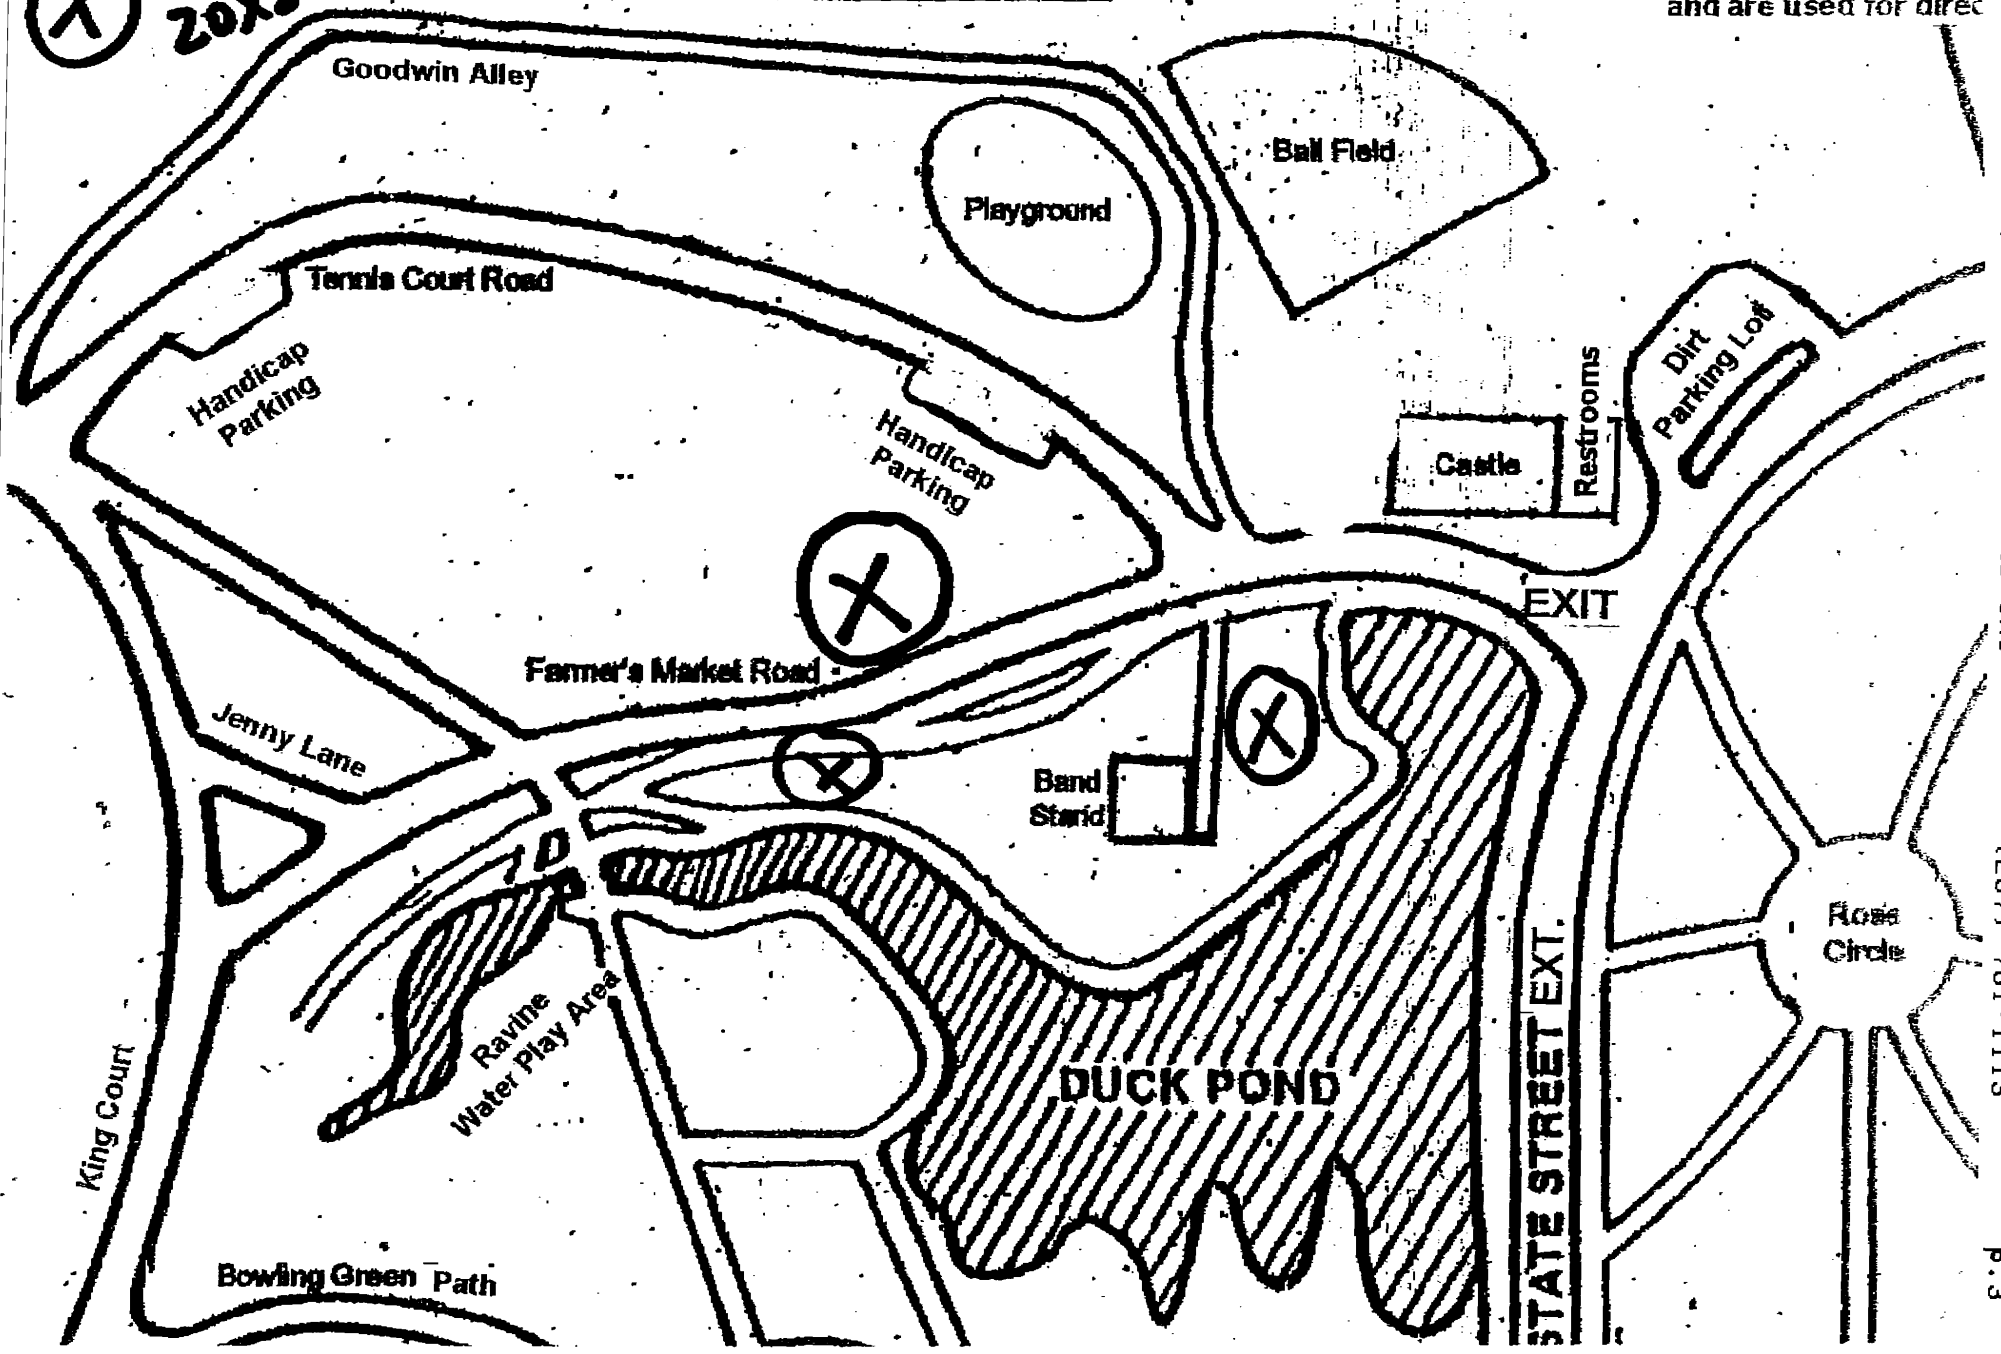 and are used for direc
X
Goodwin Alley
Ball Field
Playground
Tennis Court Road
Dirt
Parking Lot
Handicap
Parking
Handicap
Parking
Castle
Restrooms
X
EXIT
Farmer's Market Road
X
X
Jenny Lane
Band
Stand
Rose
Circle
Ravine
Water Play Area
DUCK POND
STATE STREET EXT.
King Court
Bowling Green Path
P.3